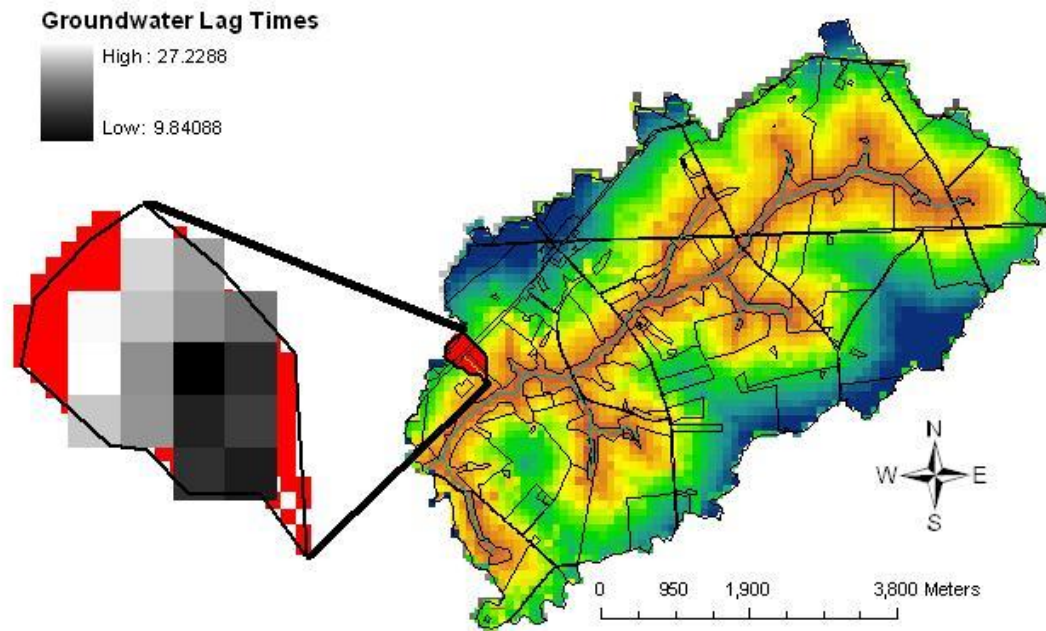 Groundwater Lag Times
High : 27.2288
Low: 9.84088
N
W E
S
0 950 1,900 3,800 Meters